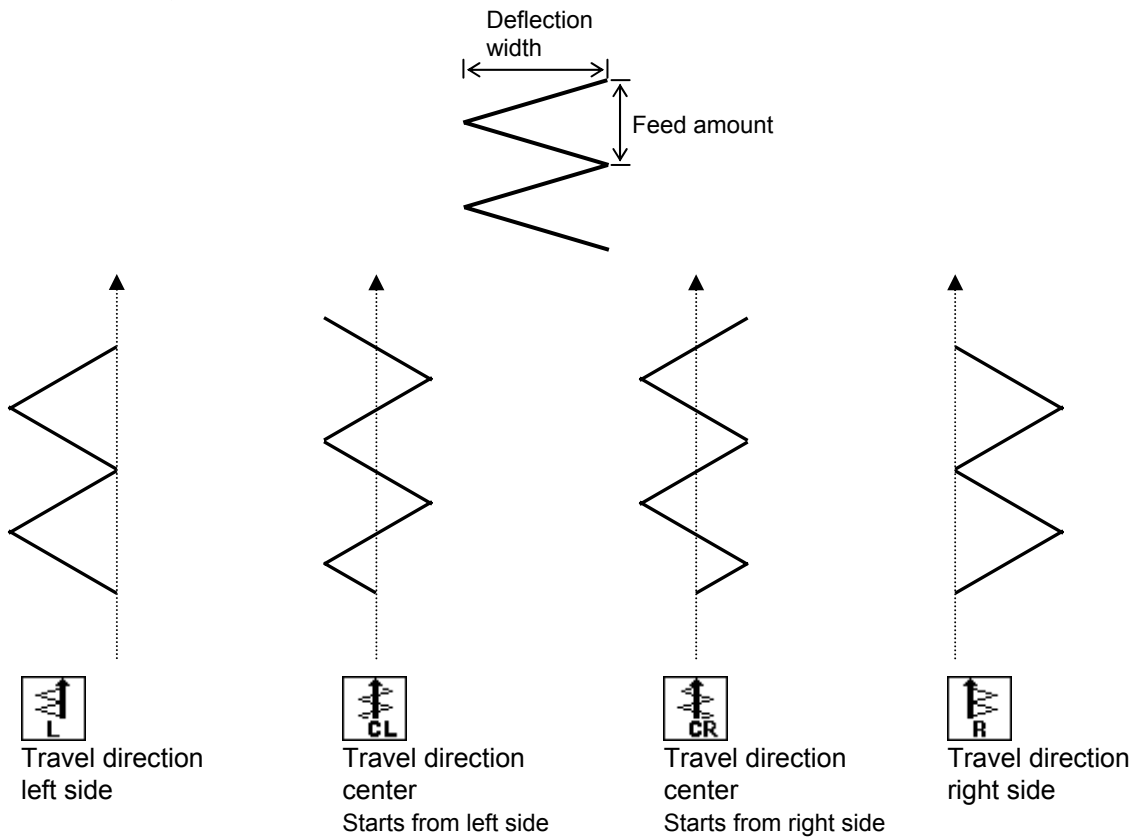 Deflection
width
Feed amount
L
Travel direction
left side
CL
Travel direction
center
Starts from left side
CR
Travel direction
center
Starts from right side
R
Travel direction
right side